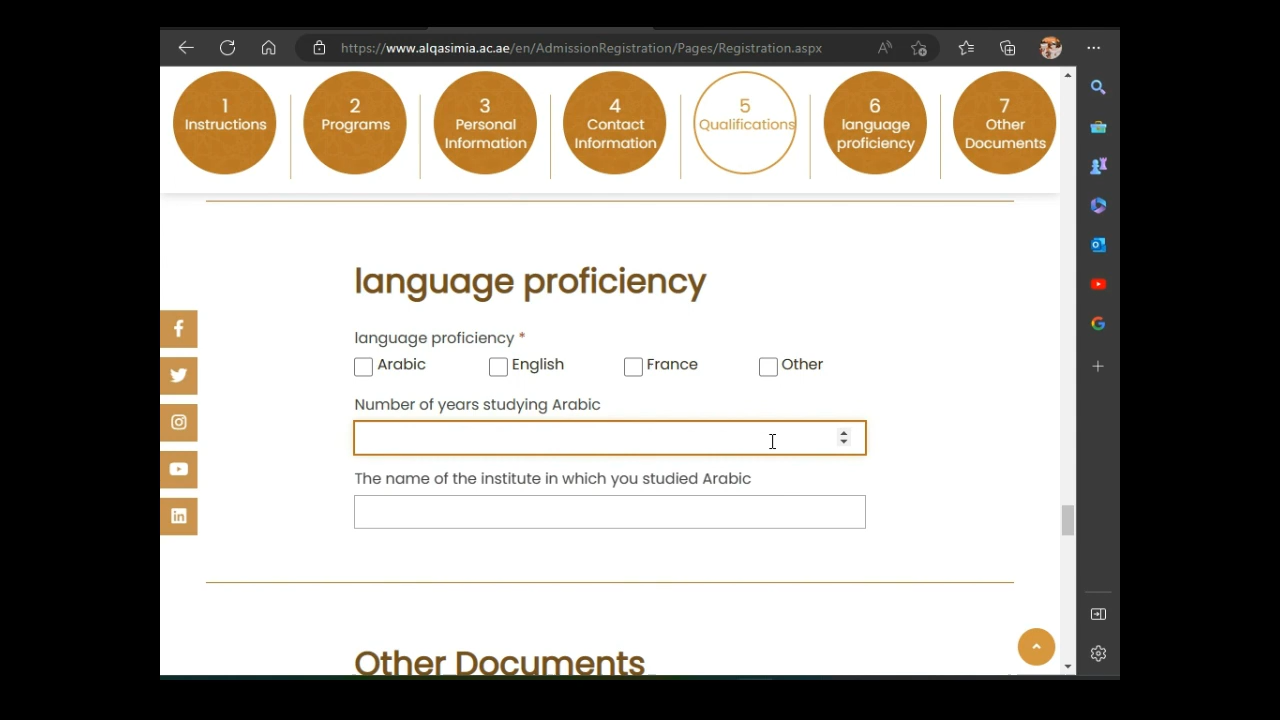 https://www.alqasimia.ac.ae/en/AdmissionRegistration/Pages/Registration.aspx
1
Instructions
2
Programs
3
Personal
Information
4
Contact
Information
5
Qualifications
6
language
proficiency
7
Other
Documents
language proficiency
language proficiency *
Arabic English France Other
Number of years studying Arabic
The name of the institute in which you studied Arabic
Other Documents